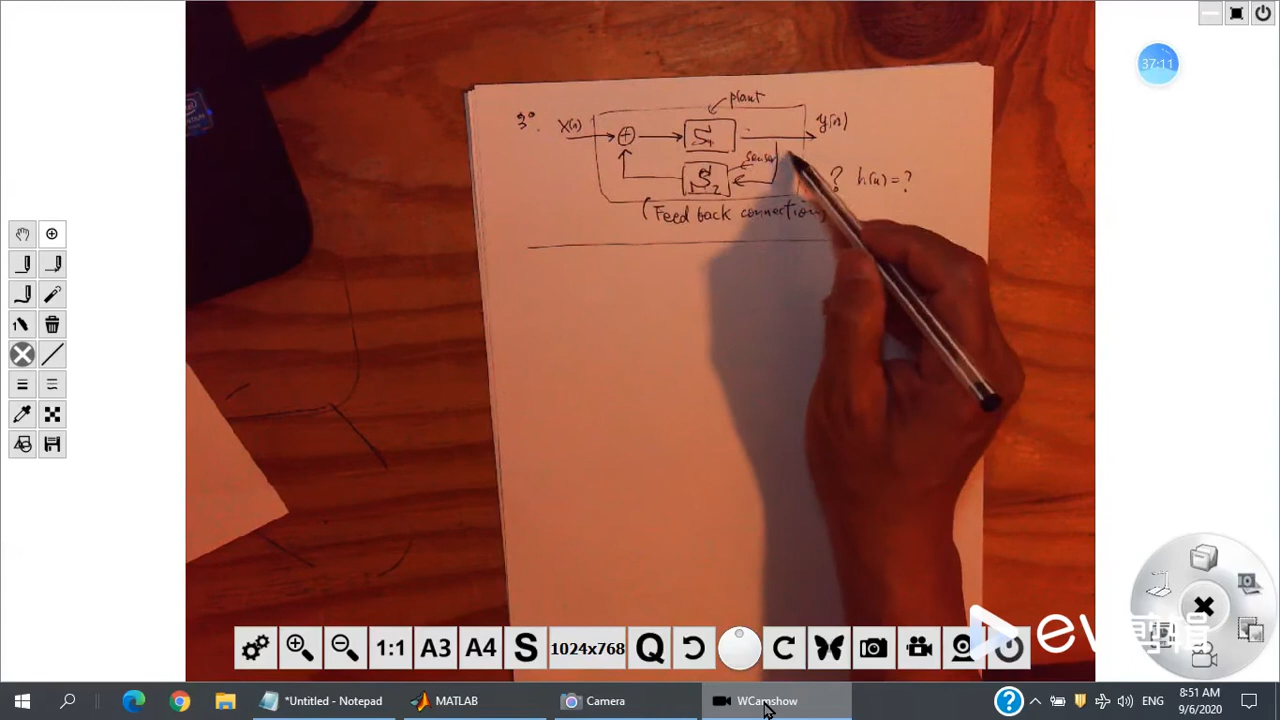 37:11
plant
3°. X(n) + S1 y(n)
sensor
S2 ? h(n)=?
(Feed back connection)
1:1 A3 A4 S 1024x768 Q
*Untitled - Notepad MATLAB Camera WCamshow ? ENG 8:51 AM
9/6/2020